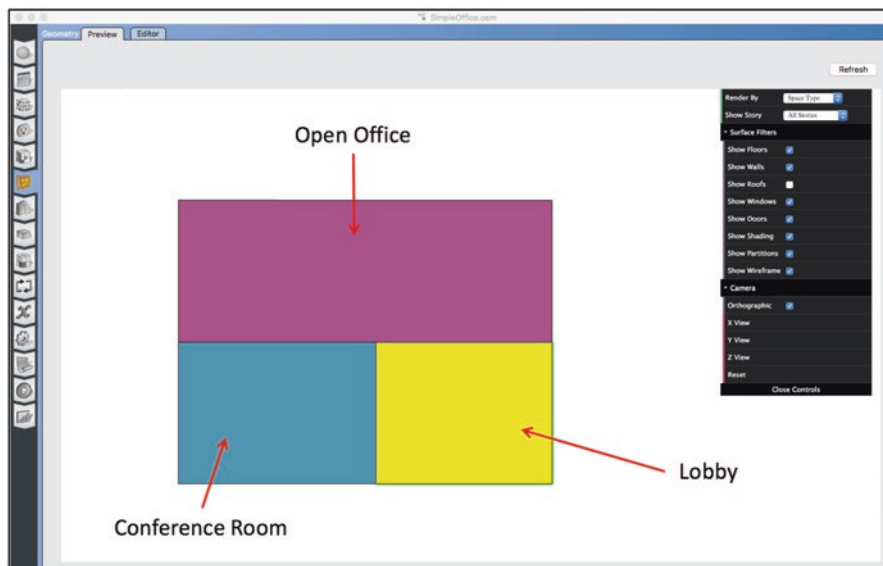 SimpleOffice.osm
Geometry Preview Editor
Refresh
Render By Space Type
Show Story All Stories
Surface Filters
Show Floors
Show Walls
Show Roofs
Show Windows
Show Doors
Show Shading
Show Partitions
Show Wireframe
Camera
Orthographic
X View
Y View
Z View
Reset
Close Controls
Open Office
Lobby
Conference Room